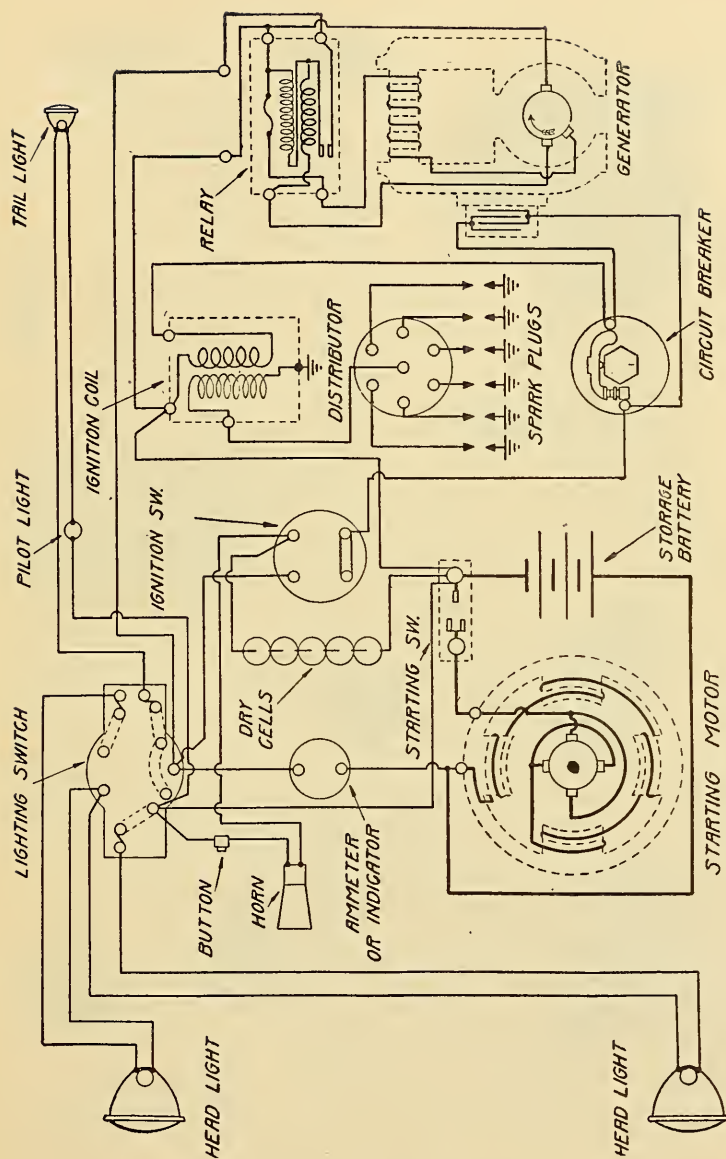 TAIL LIGHT
PILOT LIGHT
LIGHTING SWITCH
HEAD LIGHT
IGNITION COIL
IGNITION SW.
RELAY
DISTRIBUTOR
SPARK PLUGS
GENERATOR
CIRCUIT BREAKER
DRY
CELLS
BUTTON
HORN
STARTING SW.
AMMETER
OR INDICATOR
STORAGE
BATTERY
STARTING MOTOR
HEAD LIGHT